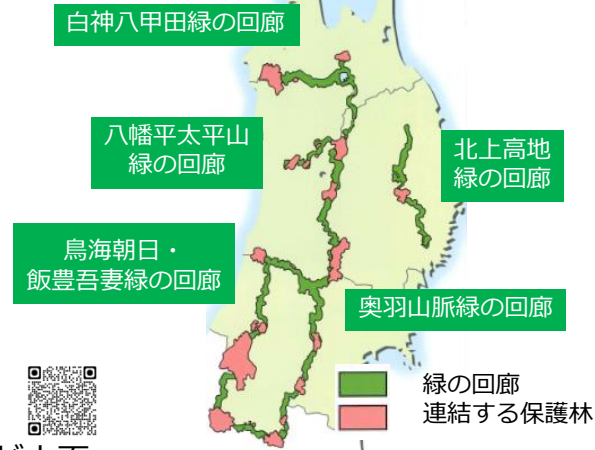 白神八甲田緑の回廊
八幡平太平山
緑の回廊
北上高地
緑の回廊
鳥海朝日・
飯豊吾妻緑の回廊
奥羽山脈緑の回廊
緑の回廊
連結する保護林